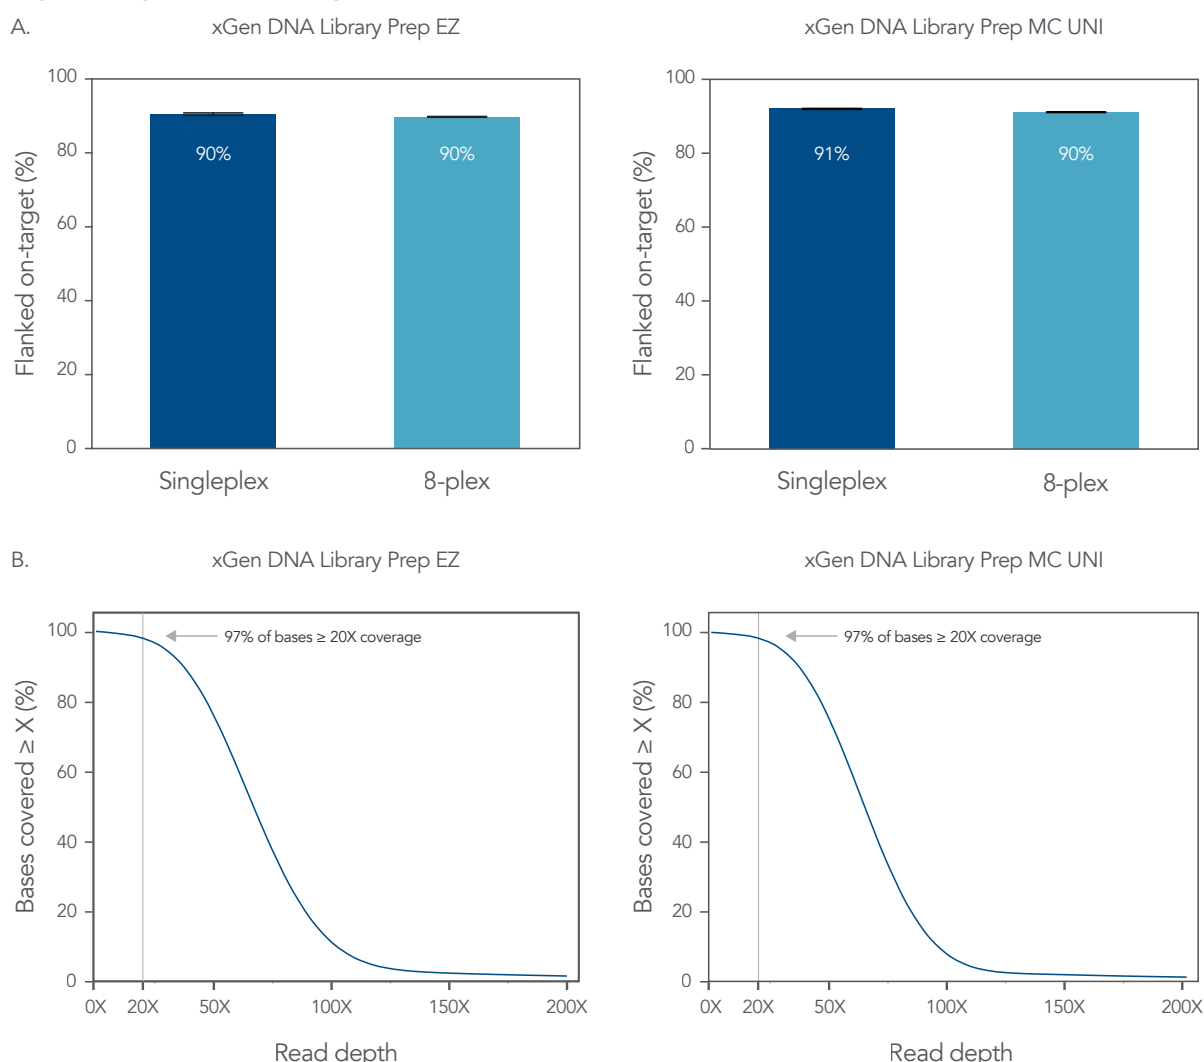 A.
xGen DNA Library Prep EZ
Flanked on-target (%)
100
80
60
40
20
0
90%
90%
Singleplex
8-plex
xGen DNA Library Prep MC UNI
Flanked on-target (%)
100
80
60
40
20
0
91%
90%
Singleplex
8-plex
B.
xGen DNA Library Prep EZ
Bases covered ≥ X (%)
100
80
60
40
20
0
97% of bases ≥ 20X coverage
0X 20X 50X 100X 150X 200X
Read depth
xGen DNA Library Prep MC UNI
Bases covered ≥ X (%)
100
80
60
40
20
0
97% of bases ≥ 20X coverage
0X 20X 50X 100X 150X 200X
Read depth